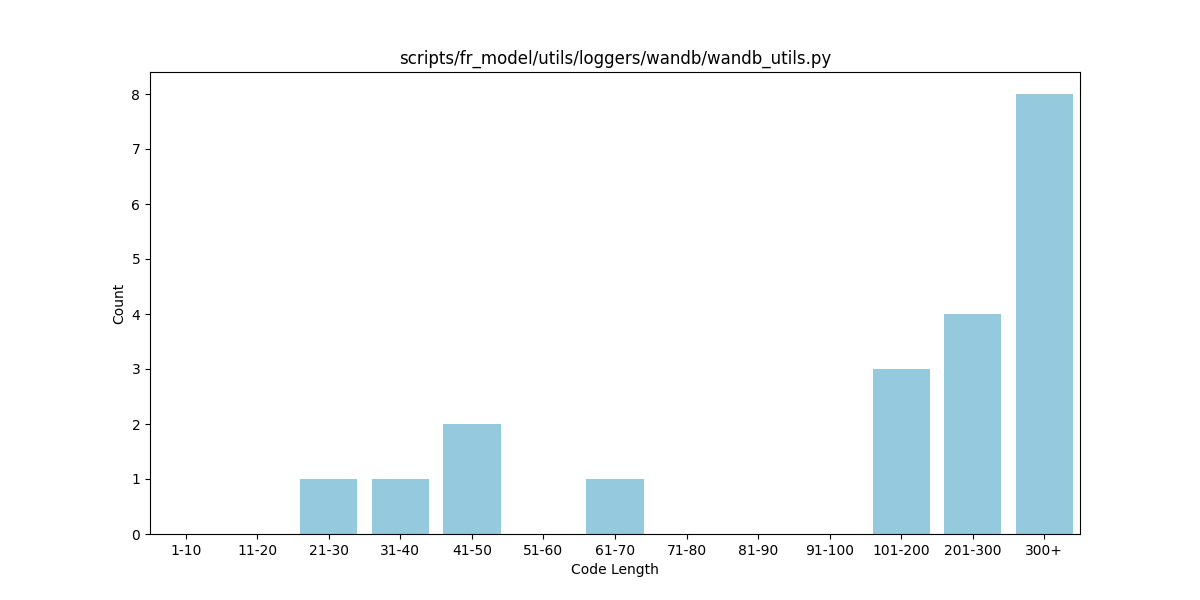 scripts/fr_model/utils/loggers/wandb/wandb_utils.py
Count
8
7
6
5
4
3
2
1
0
1-10 11-20 21-30 31-40 41-50 51-60 61-70 71-80 81-90 91-100 101-200 201-300 300+
Code Length